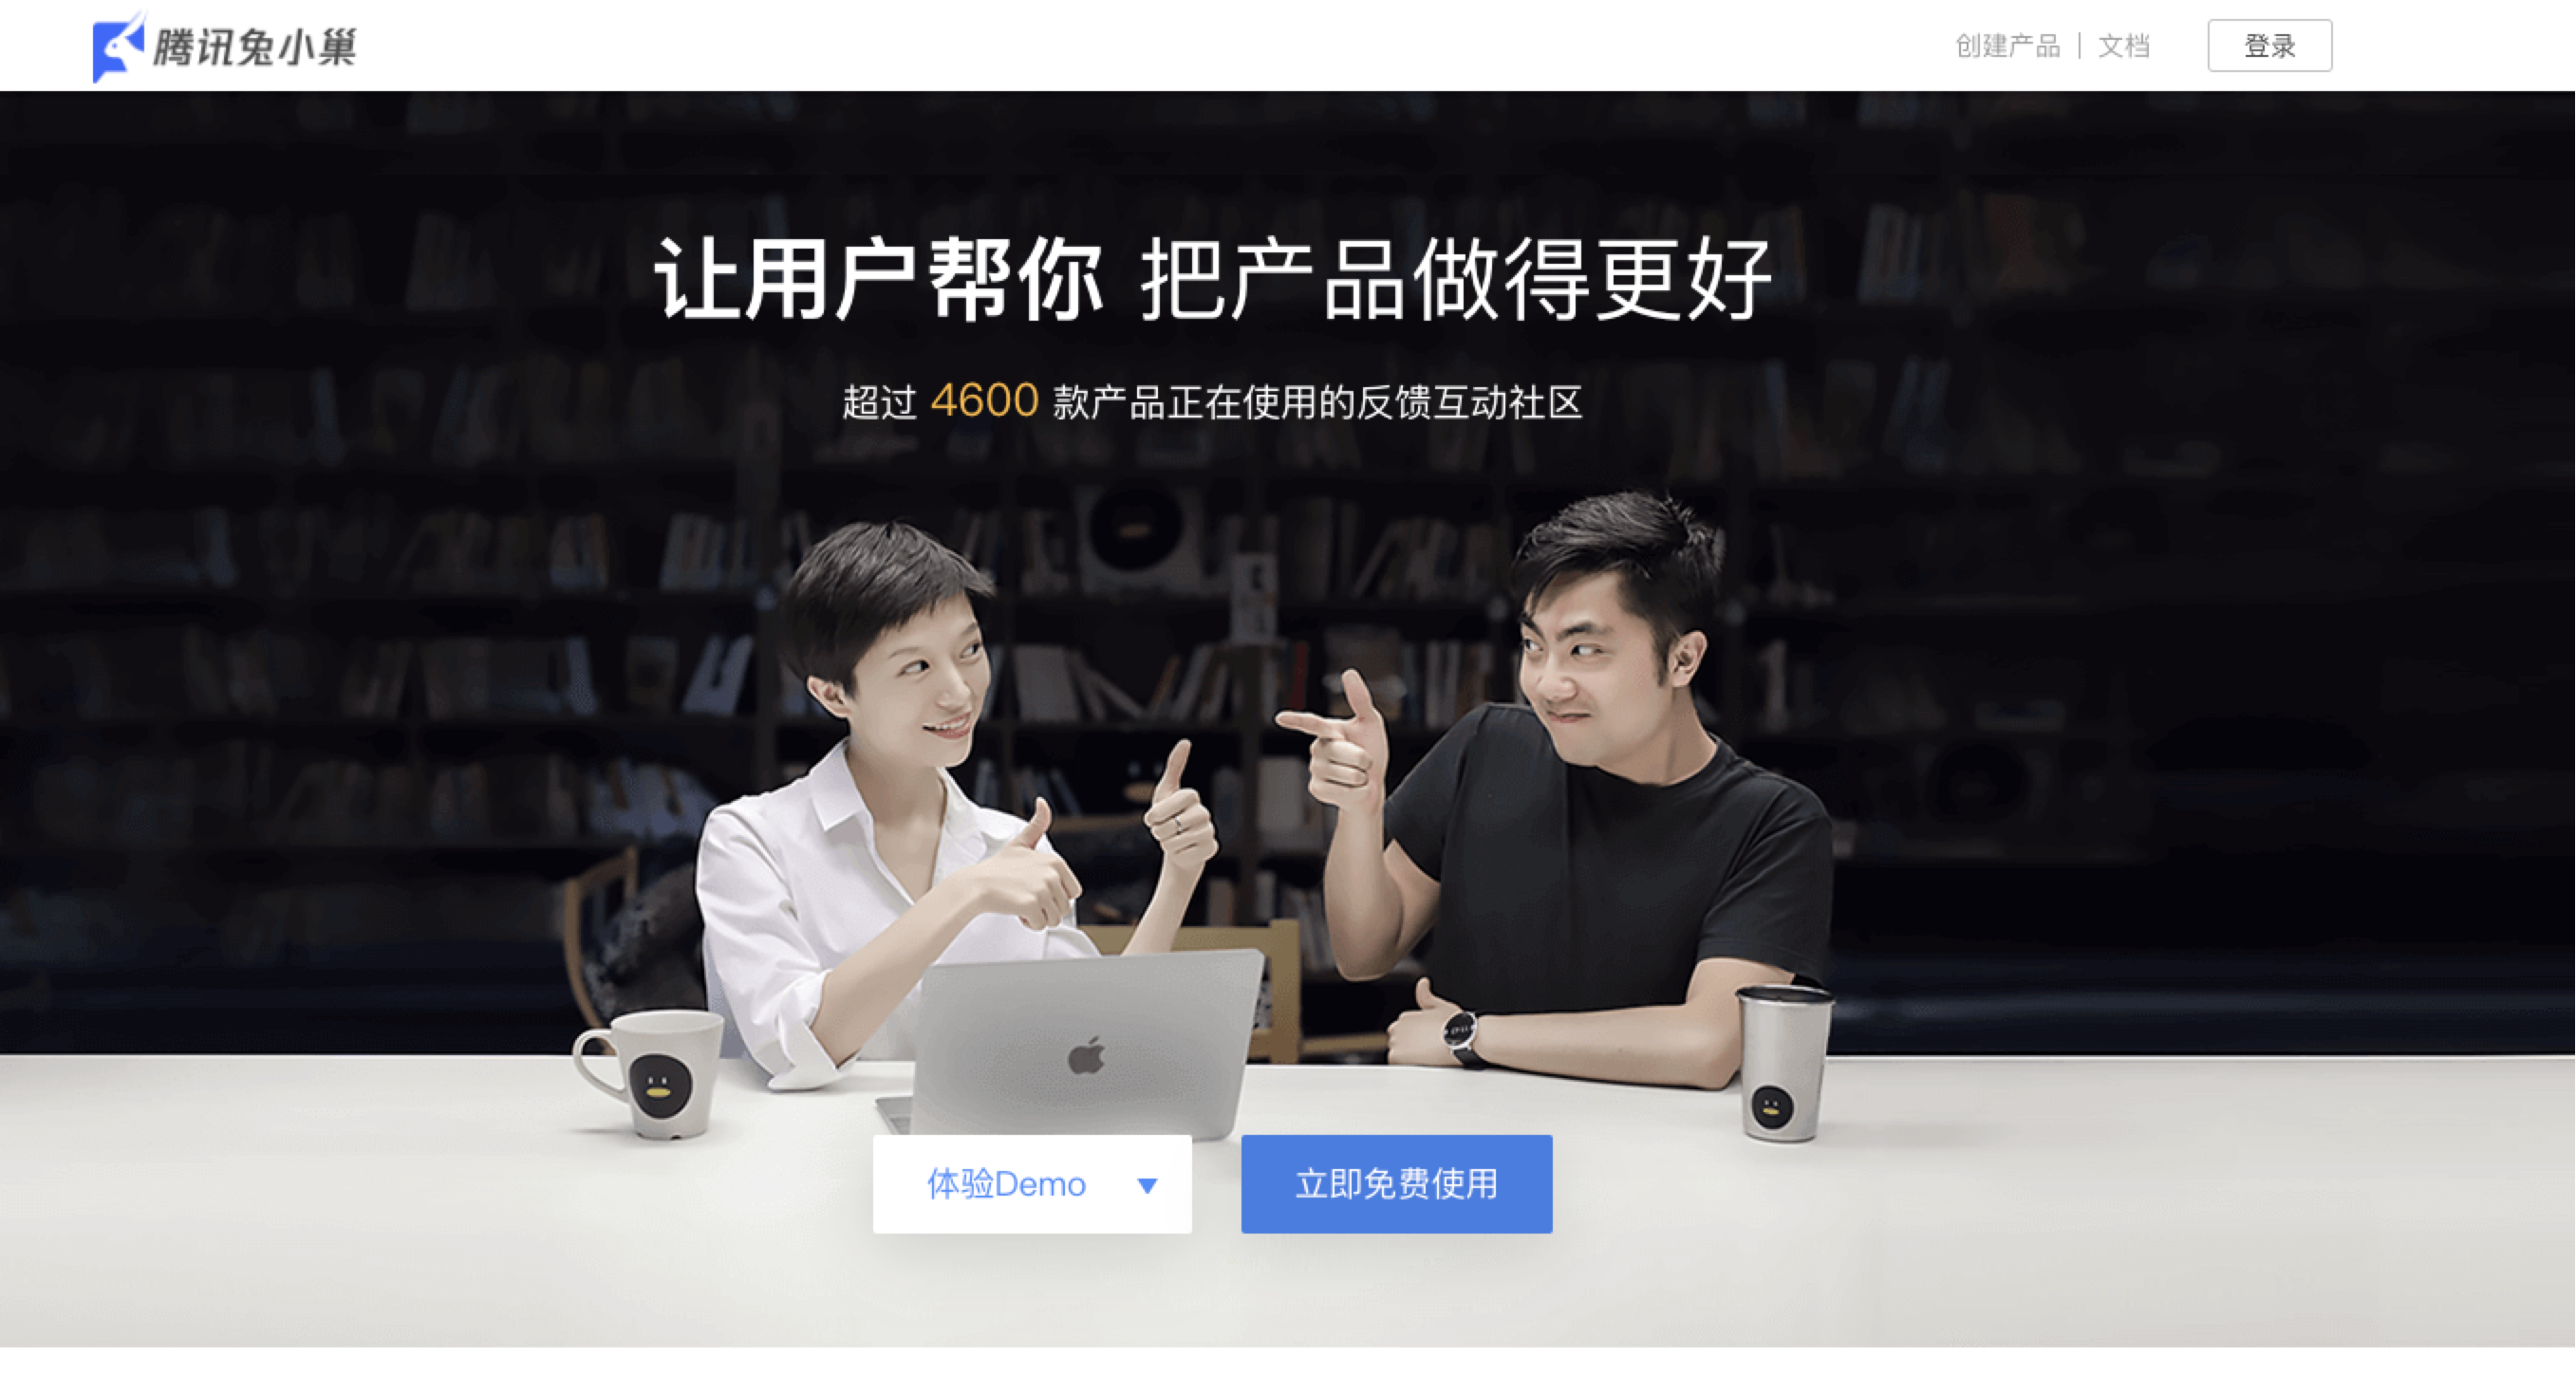 腾讯兔小巢
创建产品 | 文档
登录
让用户帮你 把产品做得更好
超过 4600 款产品正在使用的反馈互动社区
体验Demo
立即免费使用